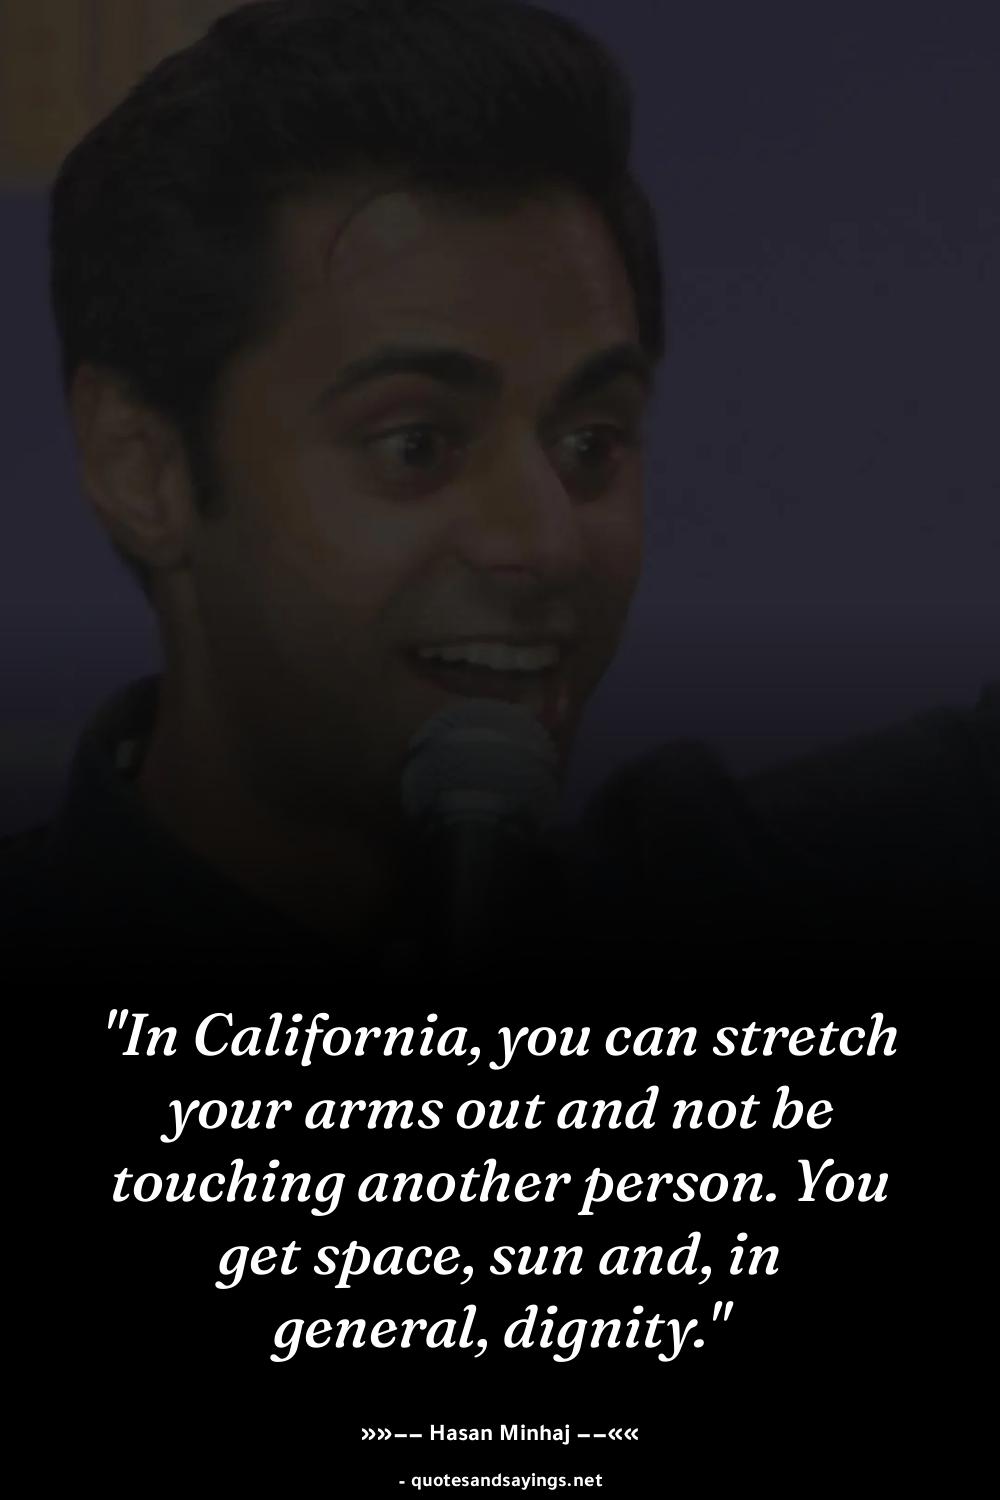 "In California, you can stretch
your arms out and not be
touching another person. You
get space, sun and, in
general, dignity."
»»−− Hasan Minhaj −−««
- quotesandsayings.net